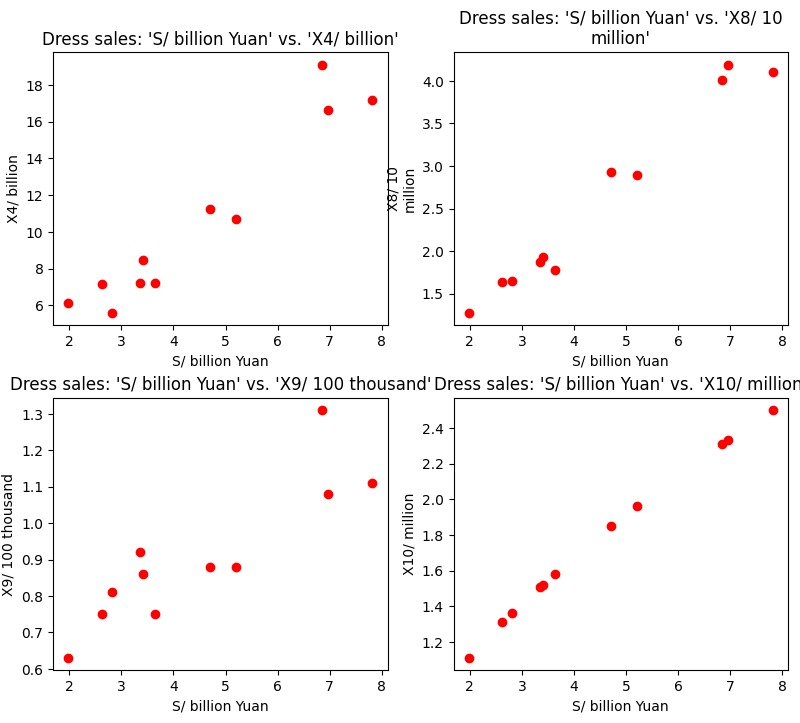 Dress sales: 'S/ billion Yuan' vs. 'X4/ billion'
18
16
14
12
10
8
6
X4/ billion
2 3 4 5 6 7 8
S/ billion Yuan
Dress sales: 'S/ billion Yuan' vs. 'X8/ 10
million'
4.0
3.5
3.0
2.5
2.0
1.5
X8/ 10
million
2 3 4 5 6 7 8
S/ billion Yuan
Dress sales: 'S/ billion Yuan' vs. 'X9/ 100 thousand'
1.3
1.2
1.1
1.0
0.9
0.8
0.7
0.6
X9/ 100 thousand
2 3 4 5 6 7 8
S/ billion Yuan
Dress sales: 'S/ billion Yuan' vs. 'X10/ million
2.4
2.2
2.0
1.8
1.6
1.4
1.2
X10/ million
2 3 4 5 6 7 8
S/ billion Yuan